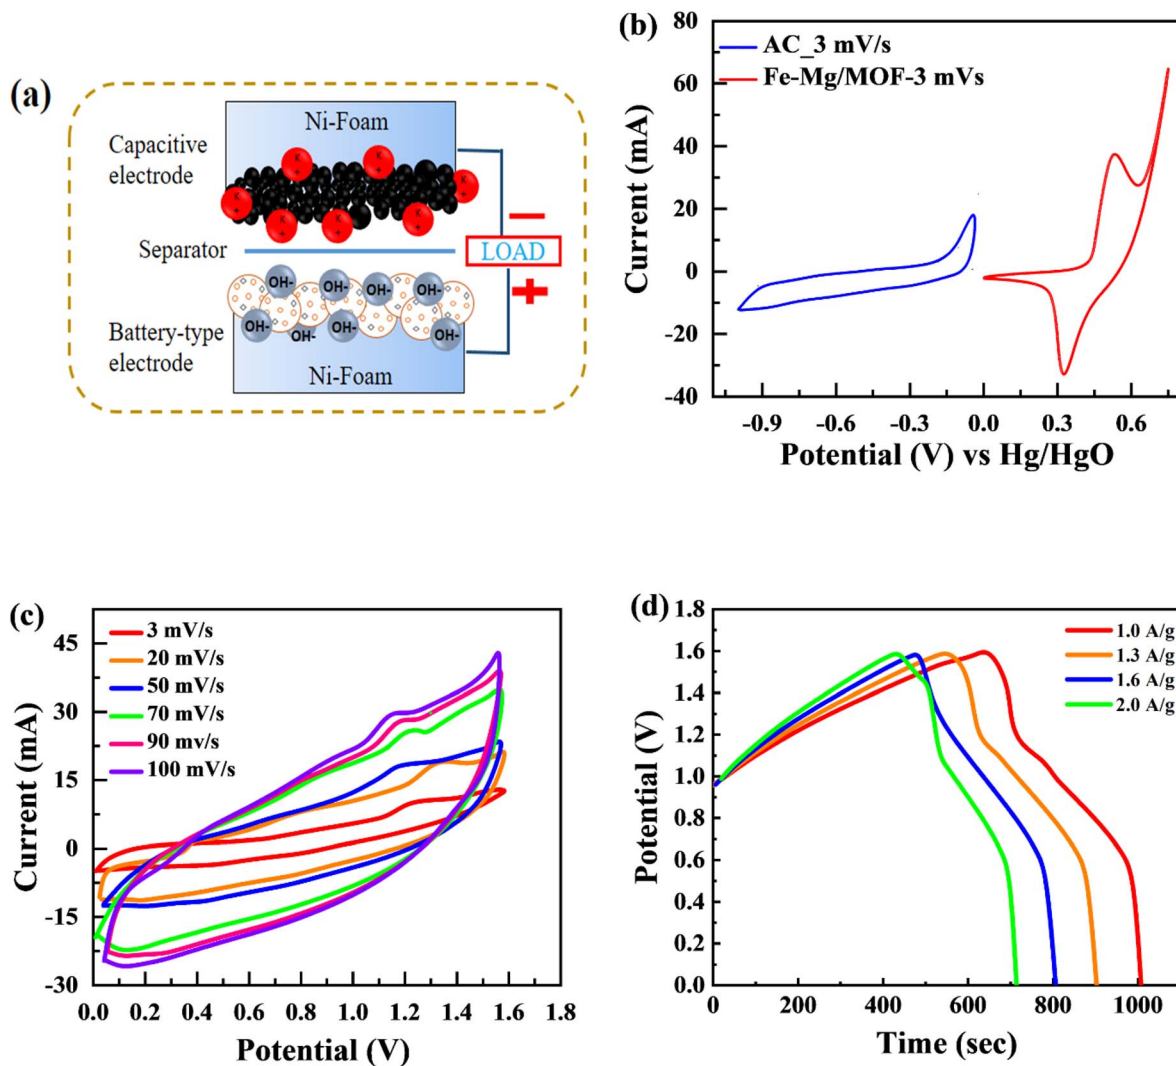 (a)
Ni-Foam
Capacitive
electrode
K
+
K
+
K
+
K
+
K
+
K
+
K
+
Separator
LOAD
OH-
OH-
OH-
OH-
OH-
OH-
OH-
OH-
Battery-type
electrode
Ni-Foam
(b)
AC_3 mV/s
Fe-Mg/MOF-3 mVs
Current (mA)
80
60
40
20
0
-20
-40
-0.9 -0.6 -0.3 0.0 0.3 0.6
Potential (V) vs Hg/HgO
(c)
3 mV/s
20 mV/s
50 mV/s
70 mV/s
90 mv/s
100 mV/s
Current (mA)
45
30
15
0
-15
-30
0.0 0.2 0.4 0.6 0.8 1.0 1.2 1.4 1.6 1.8
Potential (V)
(d)
1.0 A/g
1.3 A/g
1.6 A/g
2.0 A/g
Potential (V)
1.8
1.6
1.4
1.2
1.0
0.8
0.6
0.4
0.2
0.0
0 200 400 600 800 1000
Time (sec)